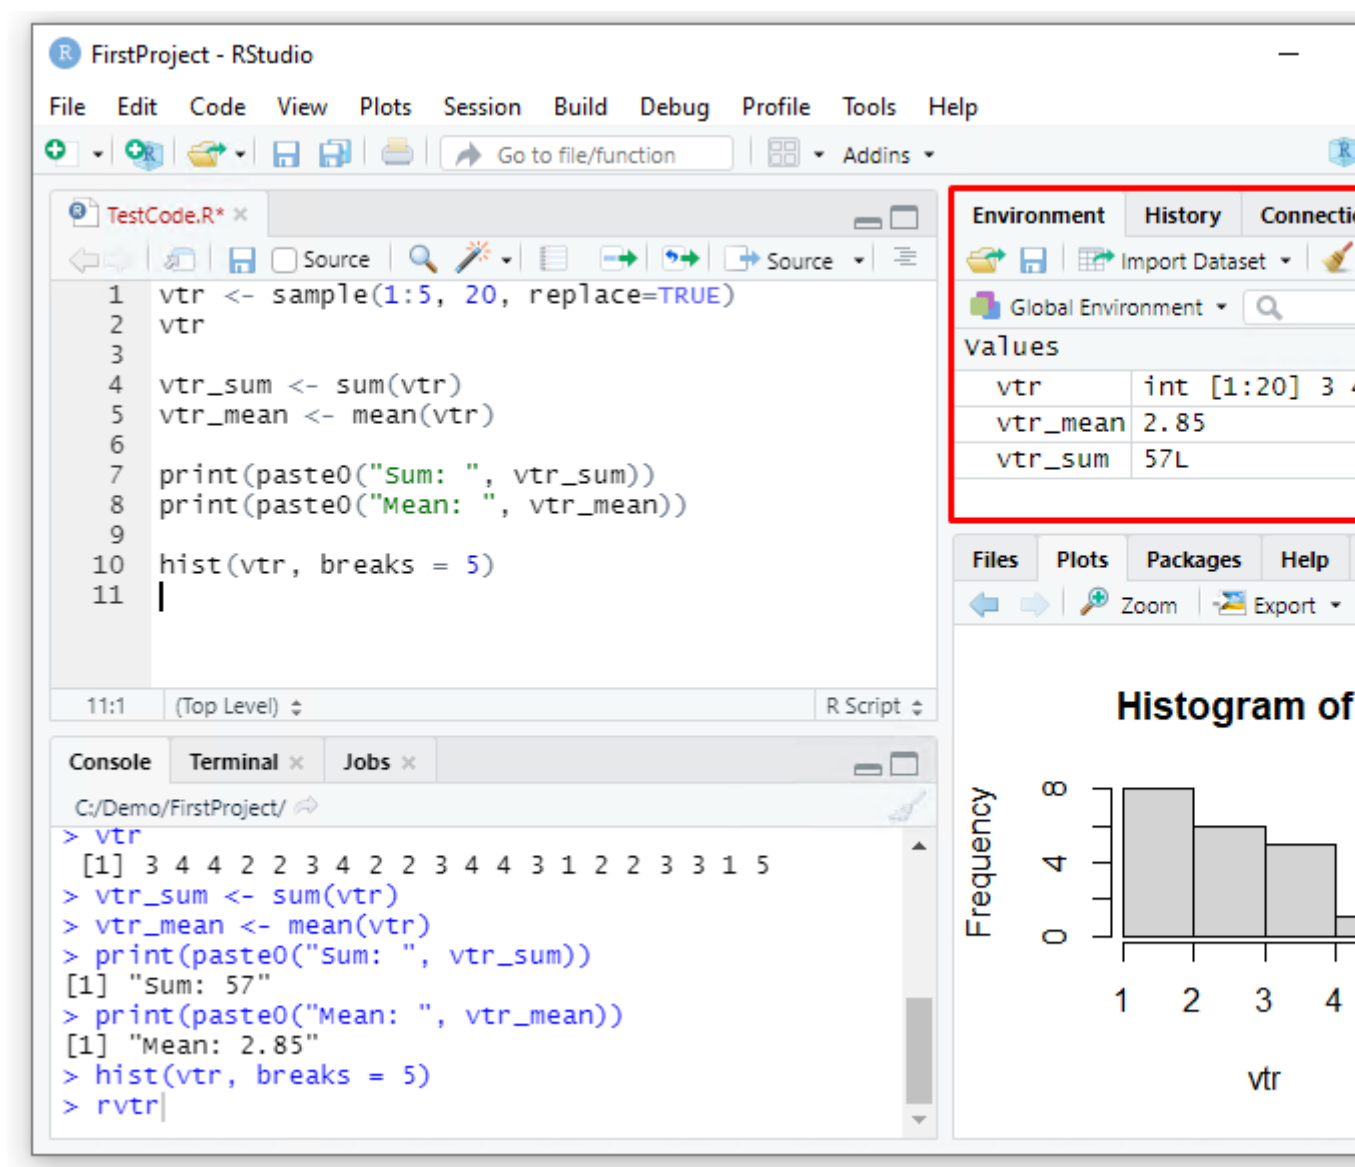 FirstProject - RStudio
File Edit Code View Plots Session Build Debug Profile Tools Help
Go to file/function Addins
TestCode.R*
Source Source
1 vtr <- sample(1:5, 20, replace=TRUE)
2 vtr
3
4 vtr_sum <- sum(vtr)
5 vtr_mean <- mean(vtr)
6
7 print(paste0("Sum: ", vtr_sum))
8 print(paste0("Mean: ", vtr_mean))
9
10 hist(vtr, breaks = 5)
11
11:1 (Top Level) R Script
Console Terminal Jobs
C:/Demo/FirstProject/
> vtr
[1] 3 4 4 2 2 3 4 2 2 3 4 4 3 1 2 2 3 3 1 5
> vtr_sum <- sum(vtr)
> vtr_mean <- mean(vtr)
> print(paste0("Sum: ", vtr_sum))
[1] "Sum: 57"
> print(paste0("Mean: ", vtr_mean))
[1] "Mean: 2.85"
> hist(vtr, breaks = 5)
> rvtr
Environment History Connecti
Import Dataset
Global Environment
Values
vtr int [1:20] 3 4
vtr_mean 2.85
vtr_sum 57L
Files Plots Packages Help
Zoom Export
Histogram of
Frequency
8
4
0
1 2 3 4
vtr